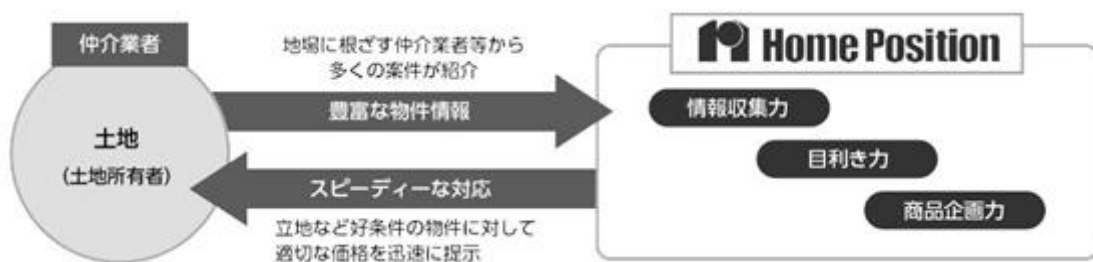 仲介業者
土地
(土地所有者)
地場に根ざす仲介業者等から
多くの案件が紹介
豊富な物件情報
スピーディーな対応
立地など好条件の物件に対して
適切な価格を迅速に提示
Home Position
情報収集力
目利き力
商品企画力